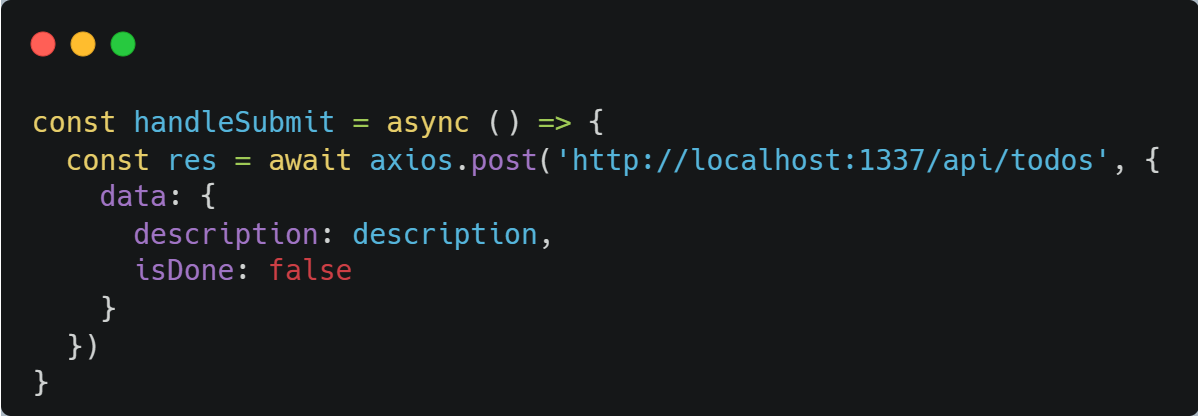 const handleSubmit = async () => {
  const res = await axios.post('http://localhost:1337/api/todos', {
    data: {
      description: description,
      isDone: false
    }
  })
}